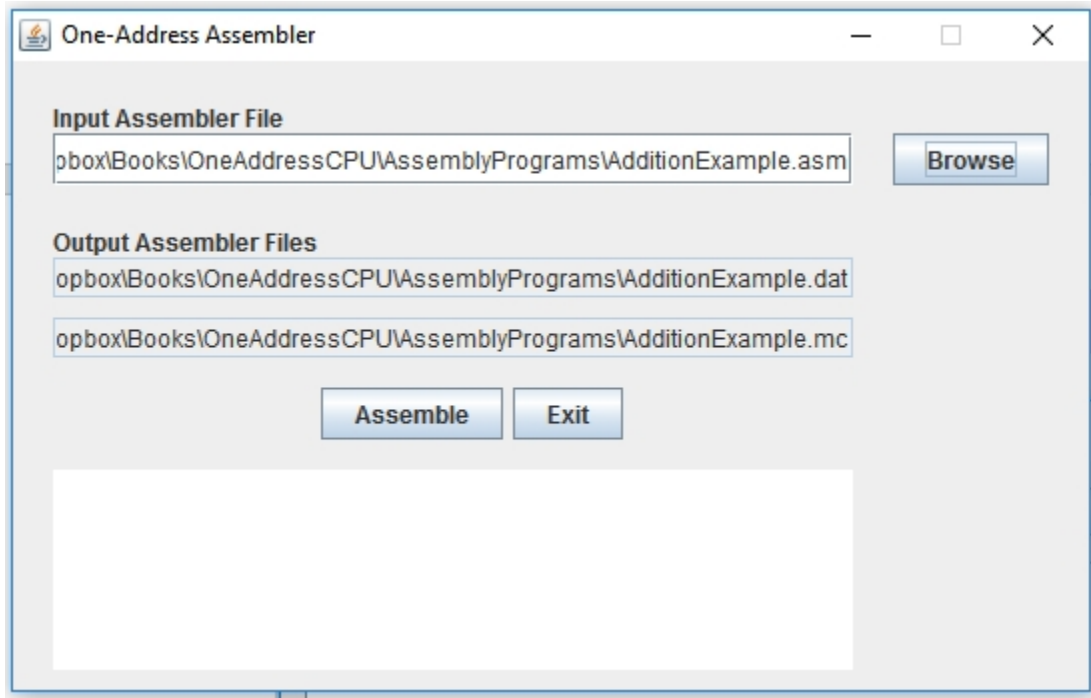 One-Address Assembler
Input Assembler File
pbox\Books\OneAddressCPU\AssemblyPrograms\AdditionExample.asm
Browse
Output Assembler Files
opbox\Books\OneAddressCPU\AssemblyPrograms\AdditionExample.dat
opbox\Books\OneAddressCPU\AssemblyPrograms\AdditionExample.mc
Assemble Exit